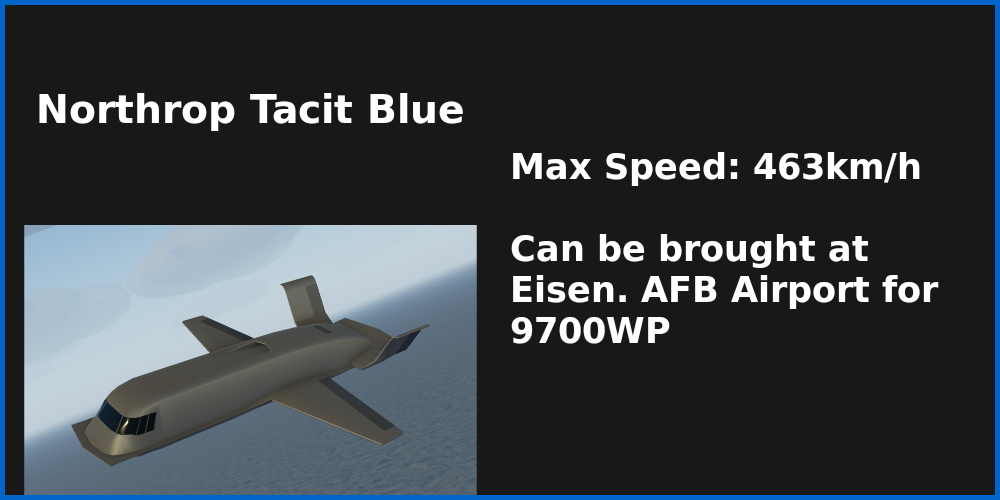 Northrop Tacit Blue
Max Speed: 463km/h
Can be brought at
Eisen. AFB Airport for
9700WP